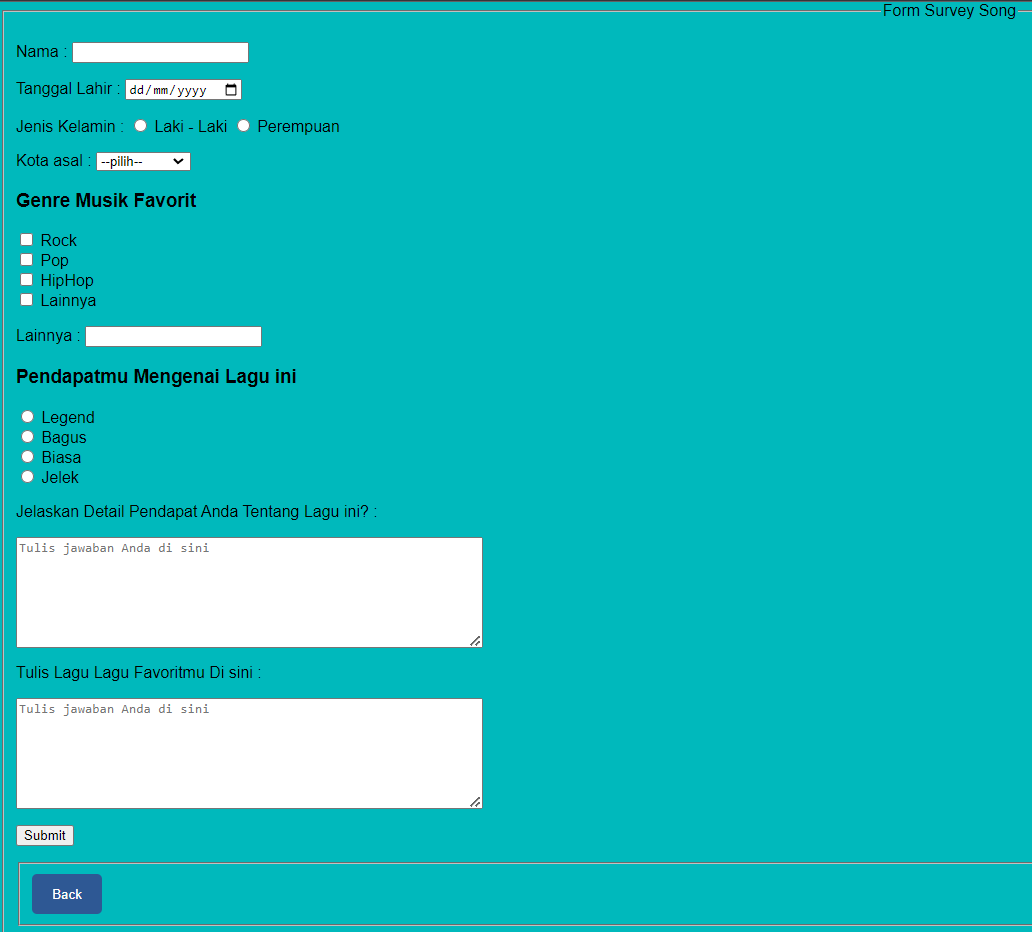 Form Survey Song
Nama :
Tanggal Lahir : dd/mm/yyyy
Jenis Kelamin : Laki - Laki Perempuan
Kota asal : --pilih--
Genre Musik Favorit
Rock
Pop
HipHop
Lainnya
Lainnya :
Pendapatmu Mengenai Lagu ini
Legend
Bagus
Biasa
Jelek
Jelaskan Detail Pendapat Anda Tentang Lagu ini? :
Tulis jawaban Anda di sini
Tulis Lagu Lagu Favoritmu Di sini :
Tulis jawaban Anda di sini
Submit
Back